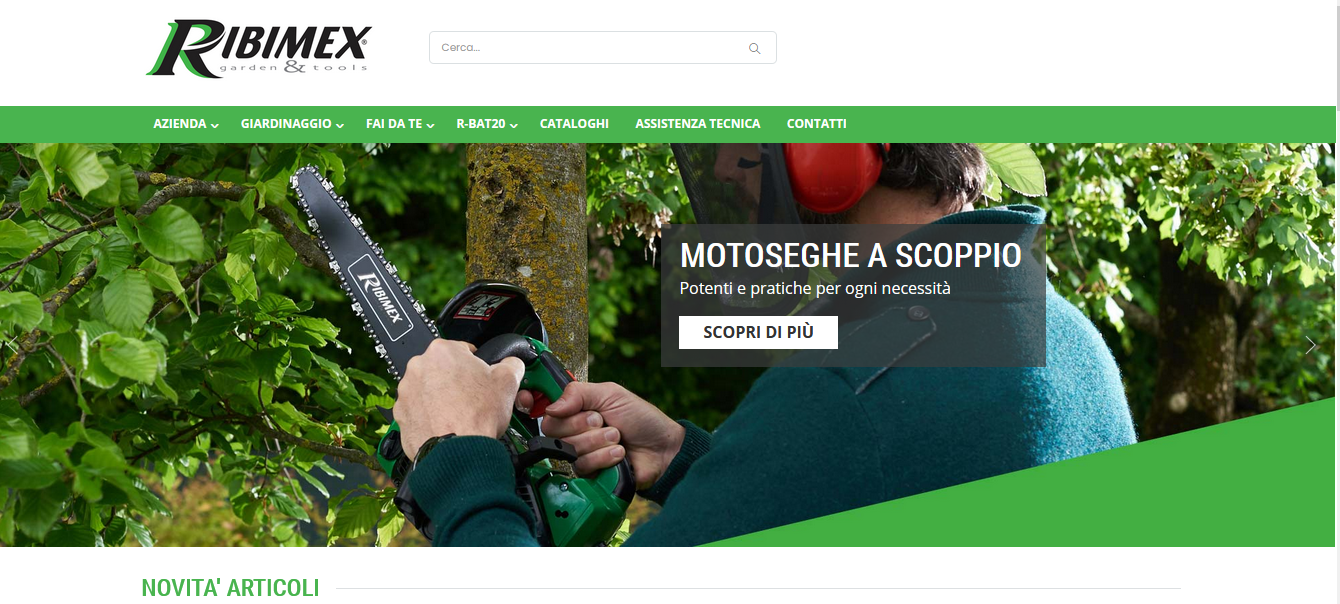 RIBIMEX®
garden & tools
Cerca...
AZIENDA GIARDINAGGIO FAI DA TE R-BAT20 CATALOGHI ASSISTENZA TECNICA CONTATTI
MOTOSEGHE A SCOPPIO
Potenti e pratiche per ogni necessità
SCOPRI DI PIÙ
RIBIMEX
NOVITA' ARTICOLI